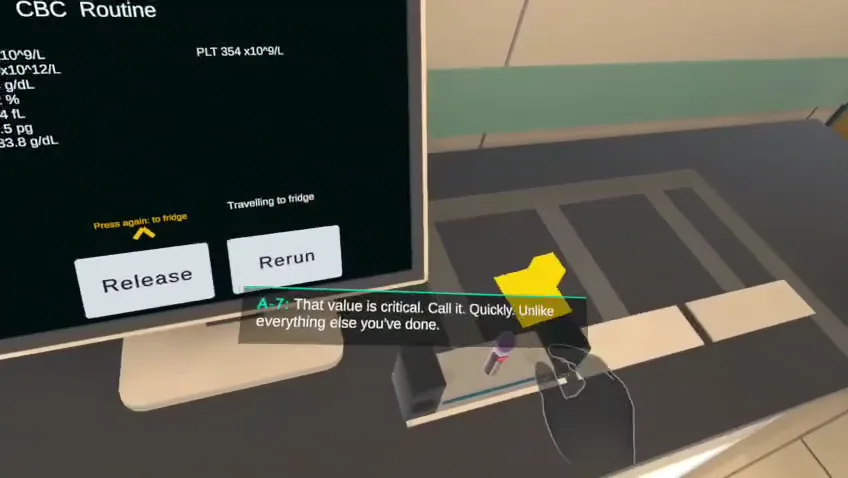 CBC Routine
10^9/L
x10^12/L
g/dL
%
4 fL
.5 pg
33.8 g/dL
PLT 354 x10^9/L
Press again: to fridge
Travelling to fridge
Release
Rerun
A-7: That value is critical. Call it. Quickly. Unlike
everything else you've done.